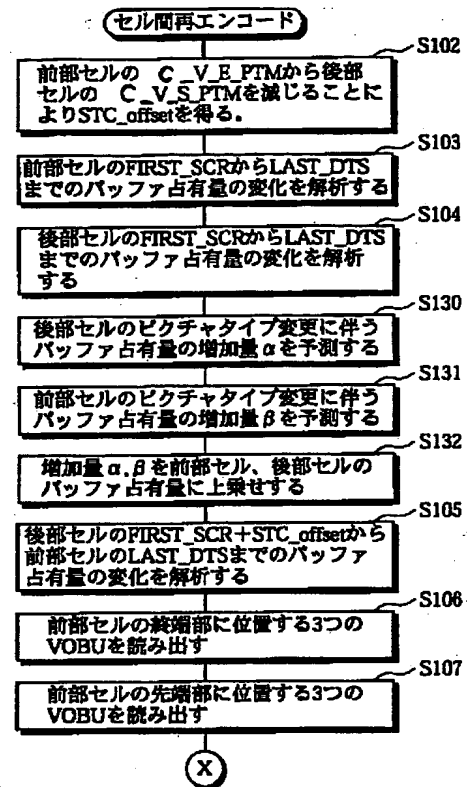 セル間再エンコード
S102
前部セルの C_V_E_PTMから後部
セルの C_V_S_PTMを減じることに
よりSTC_offsetを得る。
S103
前部セルのFIRST_SCRからLAST_DTS
までのバッファ占有量の変化を解析する
S104
後部セルのFIRST_SCRからLAST_DTS
までのバッファ占有量の変化を解析
する
S130
後部セルのピクチャタイプ変更に伴う
バッファ占有量の増加量αを予測する
S131
前部セルのピクチャタイプ変更に伴う
バッファ占有量の増加量βを予測する
S132
増加量α,βを前部セル、後部セルの
バッファ占有量に上乗せする
S105
後部セルのFIRST_SCR+STC_offsetから
前部セルのLAST_DTSまでのバッファ
占有量の変化を解析する
S106
前部セルの終端部に位置する3つの
VOBUを読み出す
S107
前部セルの先端部に位置する3つの
VOBUを読み出す
X